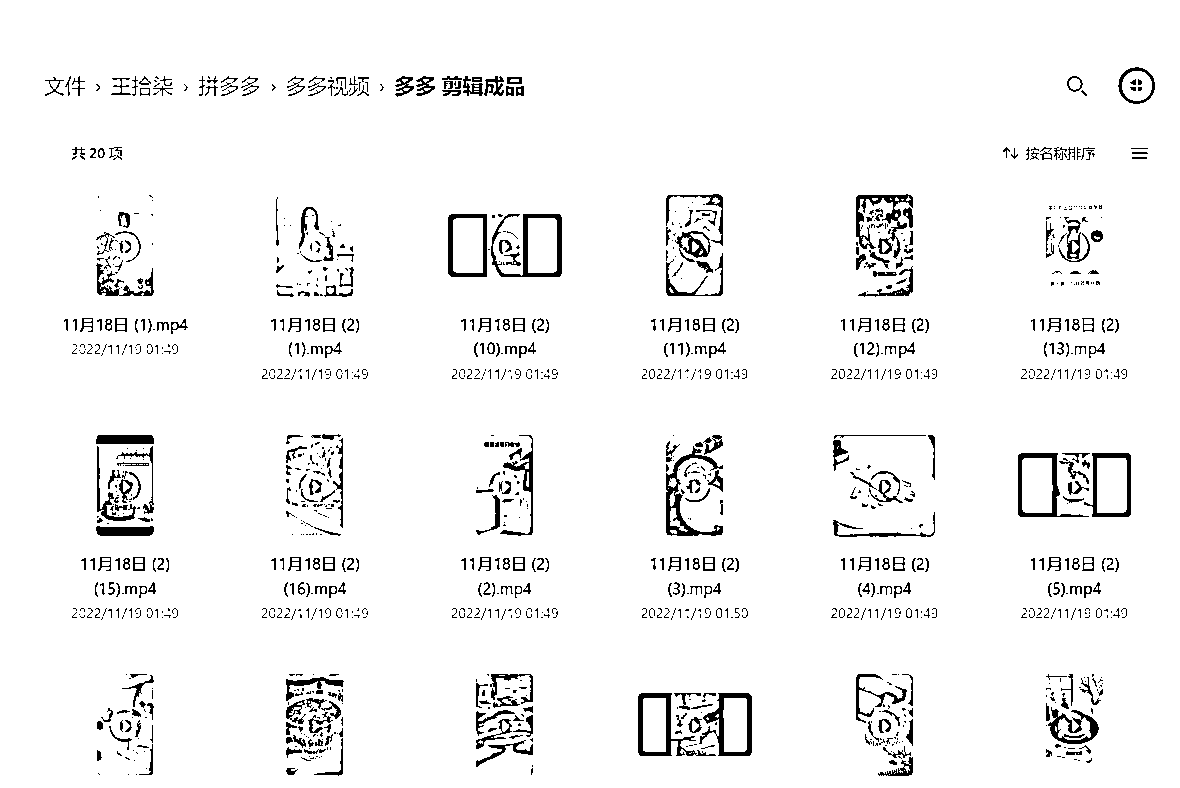 文件 › 王拾柒 › 拼多多 › 多多视频 › 多多 剪辑成品
共 20 项
按名称排序
11月18日 (1).mp4
2022/11/19 01:49
11月18日 (2)
(1).mp4
2022/11/19 01:49
11月18日 (2)
(10).mp4
2022/11/19 01:49
11月18日 (2)
(11).mp4
2022/11/19 01:49
11月18日 (2)
(12).mp4
2022/11/19 01:49
11月18日 (2)
(13).mp4
2022/11/19 01:49
11月18日 (2)
(15).mp4
2022/11/19 01:49
11月18日 (2)
(16).mp4
2022/11/19 01:49
11月18日 (2)
(2).mp4
2022/11/19 01:49
11月18日 (2)
(3).mp4
2022/11/19 01:50
11月18日 (2)
(4).mp4
2022/11/19 01:49
11月18日 (2)
(5).mp4
2022/11/19 01:49